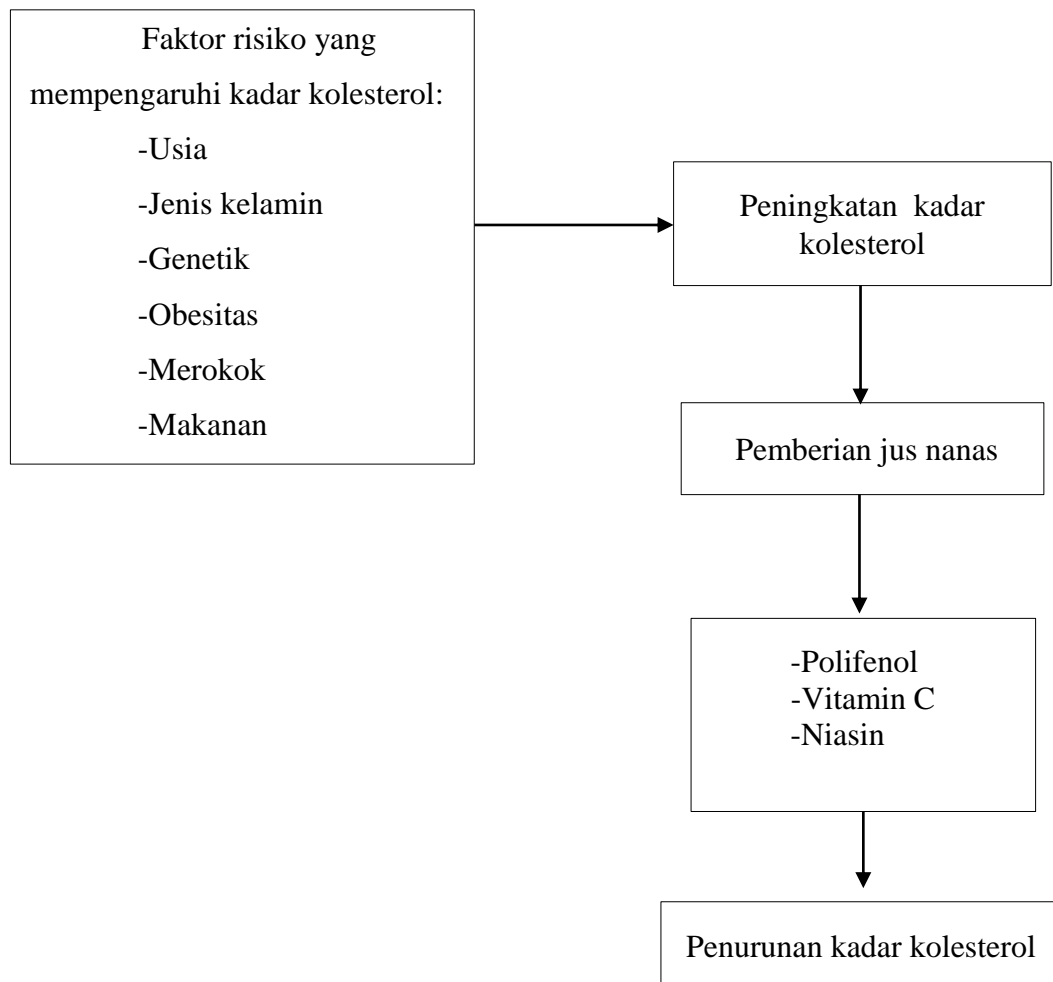 Faktor risiko yang
mempengaruhi kadar kolesterol:
-Usia
-Jenis kelamin
-Genetik
-Obesitas
-Merokok
-Makanan
Peningkatan kadar
kolesterol
Pemberian jus nanas
-Polifenol
-Vitamin C
-Niasin
Penurunan kadar kolesterol